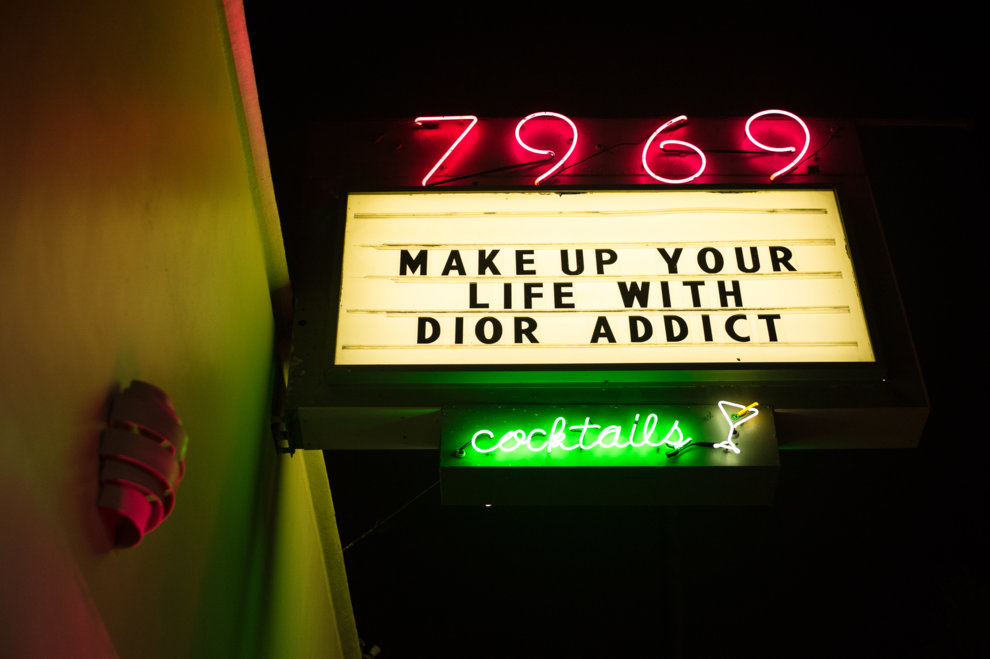 7969
MAKE UP YOUR
LIFE WITH
DIOR ADDICT
cocktails